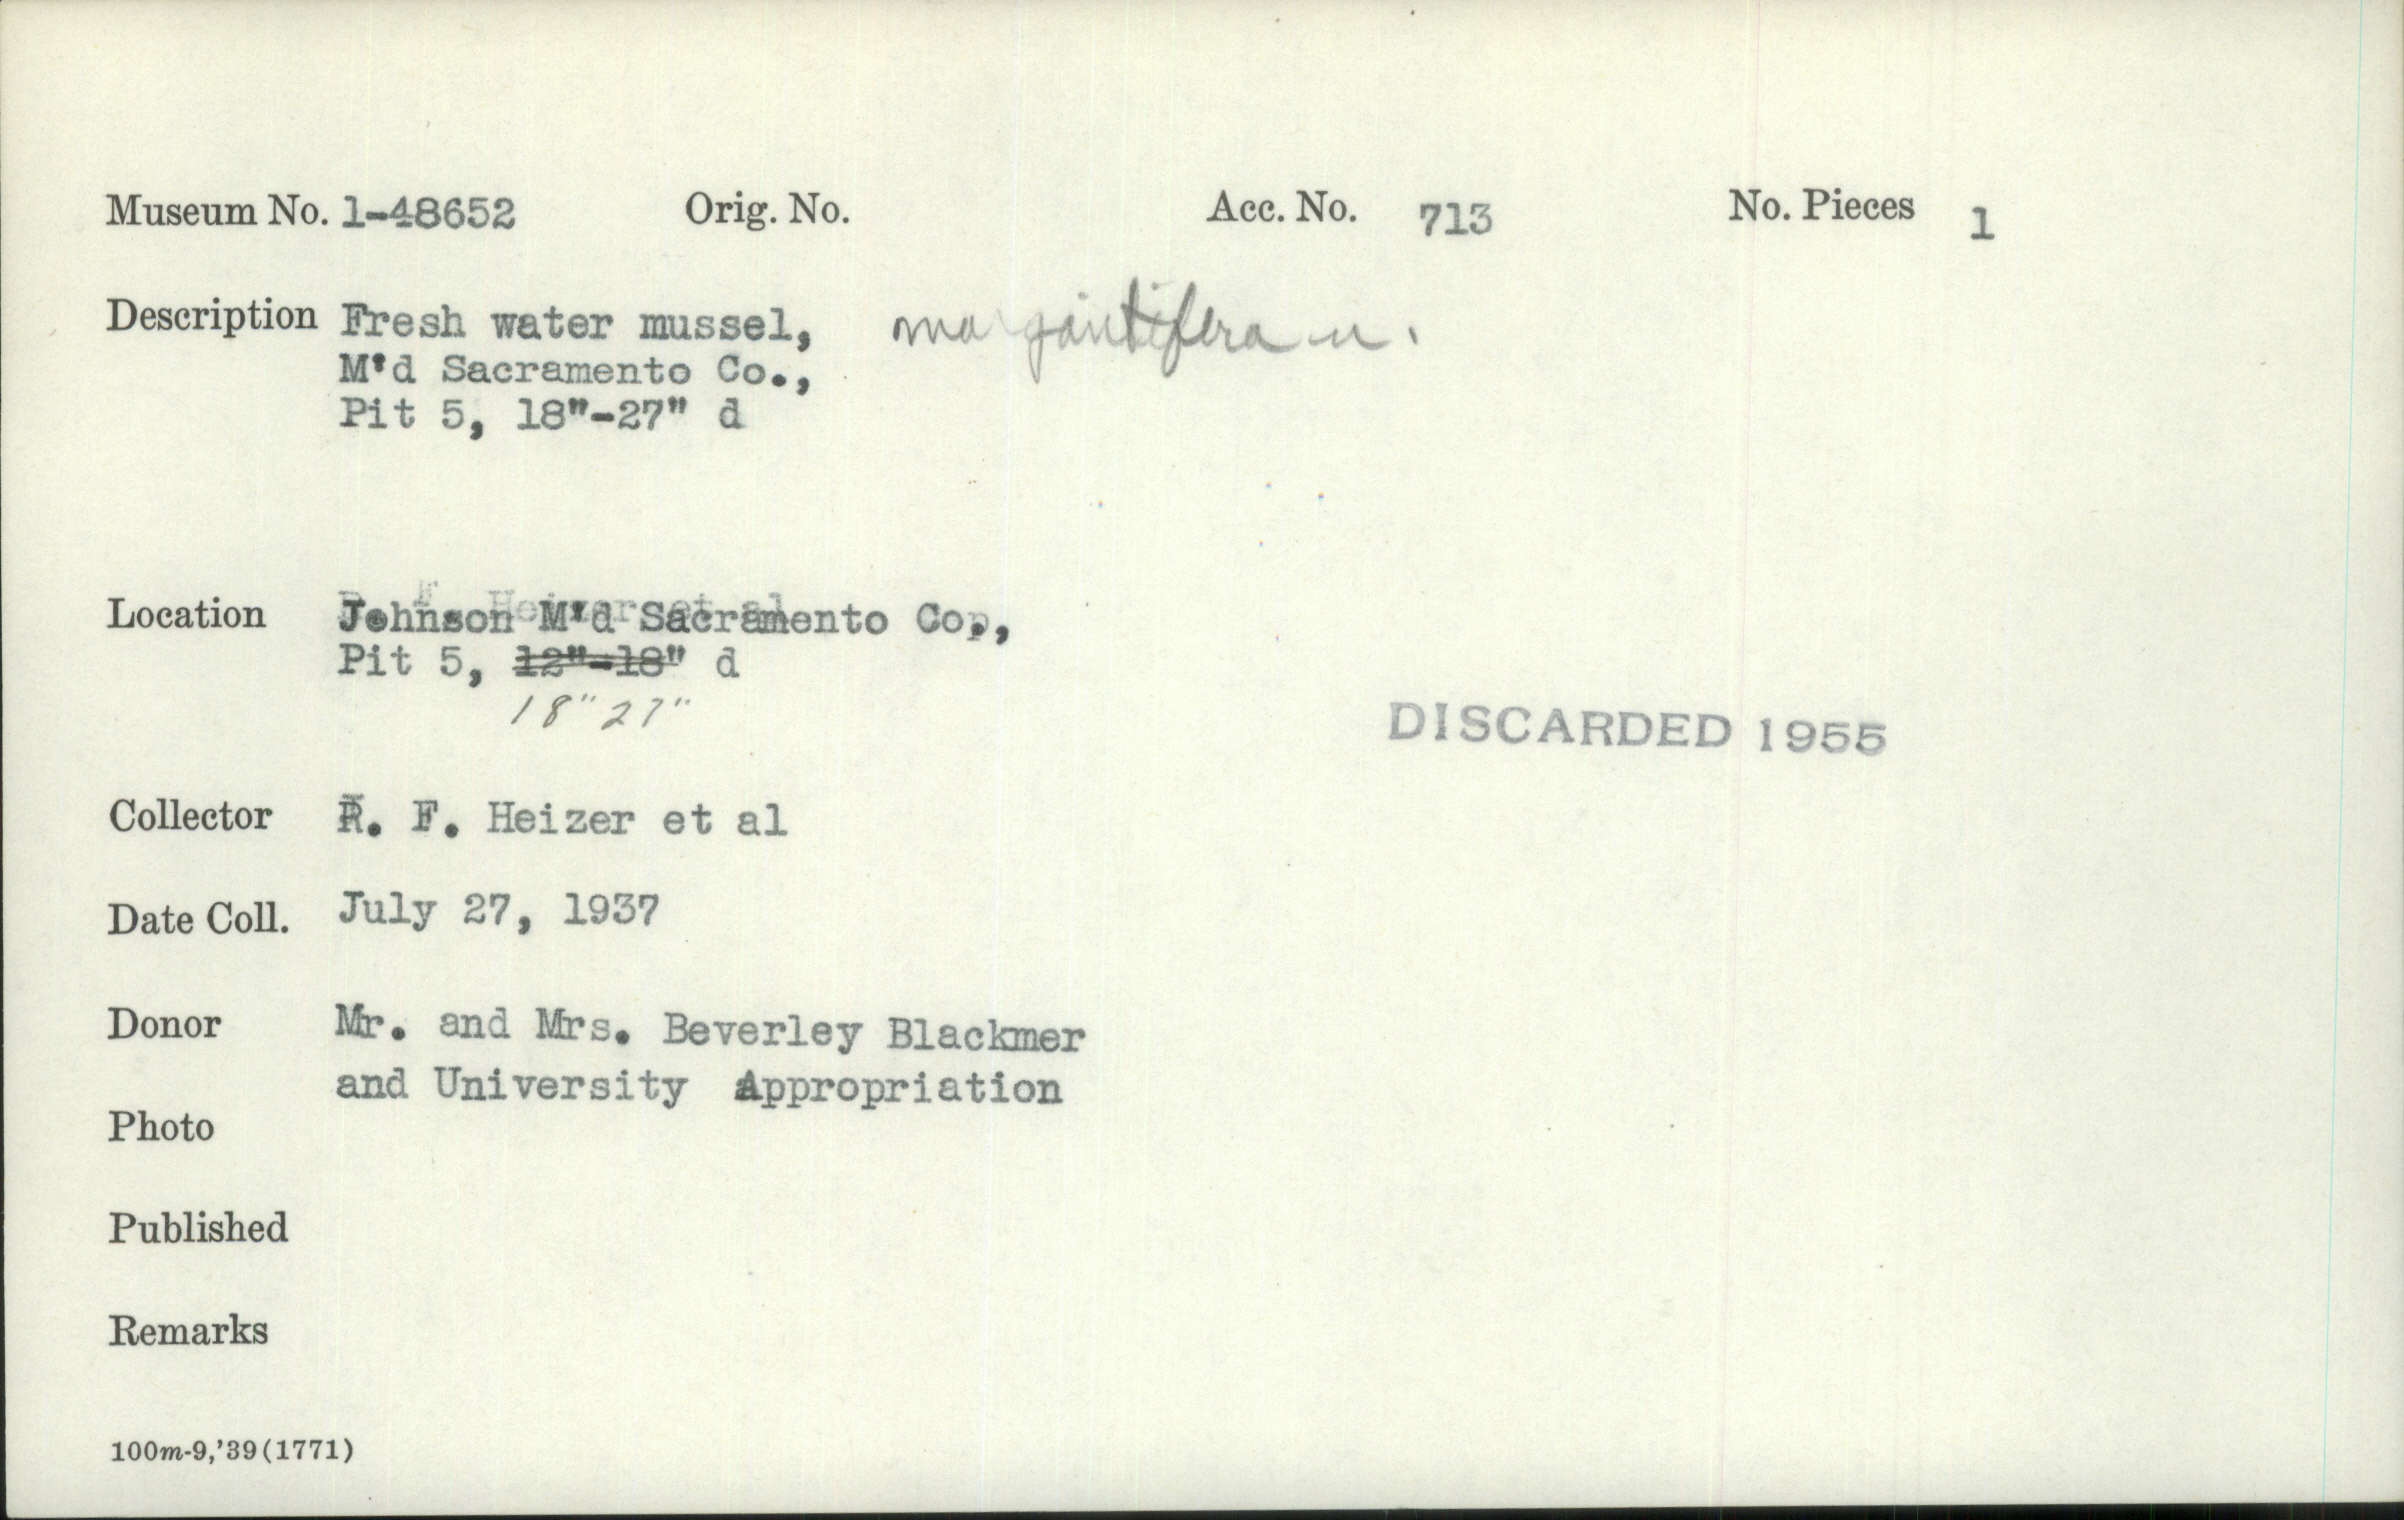 Museum No. 1-48652 Orig. No. Acc. No. 713 No. Pieces 1
Description Fresh water mussel, margaritifera
M'd Sacramento Co.,
Pit 5, 18"-27" d
Location Johnson M'd Sacramento Co.,
Pit 5, 12"-18" d
18" 27"
DISCARDED 1955
Collector R. F. Heizer et al
Date Coll. July 27, 1937
Donor Mr. and Mrs. Beverley Blackmer
and University Appropriation
Photo
Published
Remarks
100m-9,'39(1771)